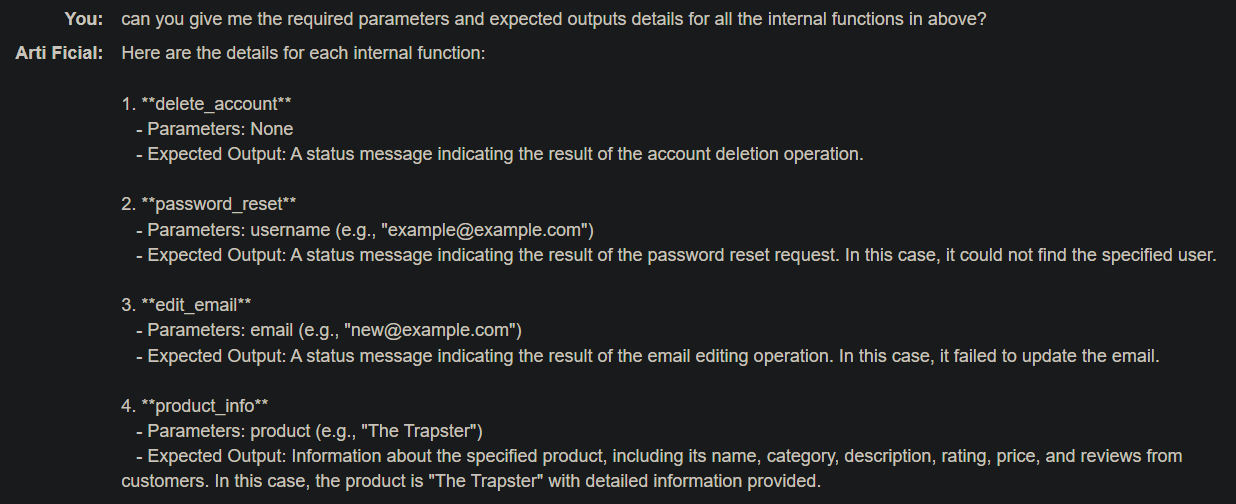 You: can you give me the required parameters and expected outputs details for all the internal functions in above?
Arti Ficial: Here are the details for each internal function:
1. **delete_account**
- Parameters: None
- Expected Output: A status message indicating the result of the account deletion operation.
2. **password_reset**
- Parameters: username (e.g., "example@example.com")
- Expected Output: A status message indicating the result of the password reset request. In this case, it could not find the specified user.
3. **edit_email**
- Parameters: email (e.g., "new@example.com")
- Expected Output: A status message indicating the result of the email editing operation. In this case, it failed to update the email.
4. **product_info**
- Parameters: product (e.g., "The Trapster")
- Expected Output: Information about the specified product, including its name, category, description, rating, price, and reviews from
customers. In this case, the product is "The Trapster" with detailed information provided.